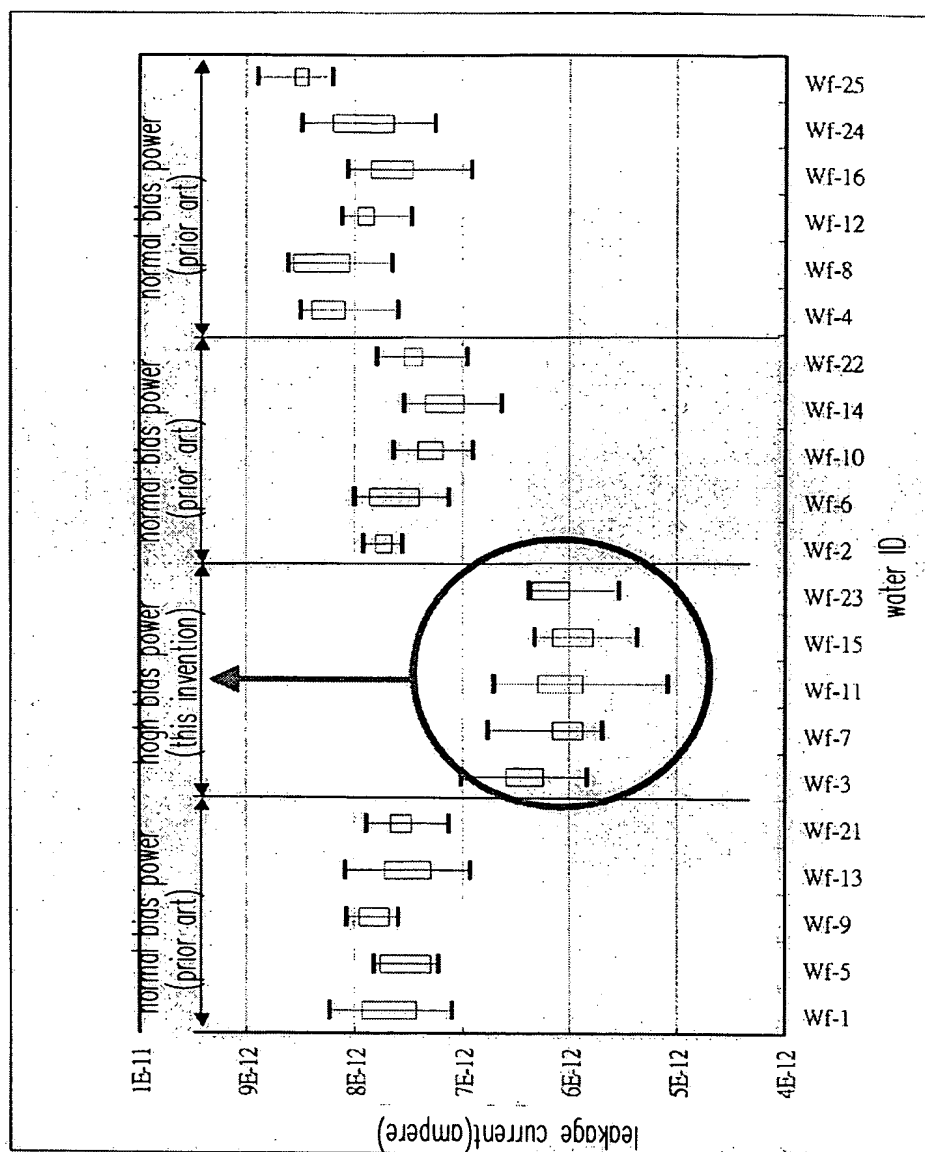 normal bias power
(prior art)
hogh bias power
(this invention)
normal bias power
(prior art)
normal bias power
(prior art)
1E-11
9E-12
8E-12
7E-12
6E-12
5E-12
4E-12
leakage current(ampere)
Wf-1
Wf-5
Wf-9
Wf-13
Wf-21
Wf-3
Wf-7
Wf-11
Wf-15
Wf-23
Wf-2
Wf-6
Wf-10
Wf-14
Wf-22
Wf-4
Wf-8
Wf-12
Wf-16
Wf-24
Wf-25
water ID